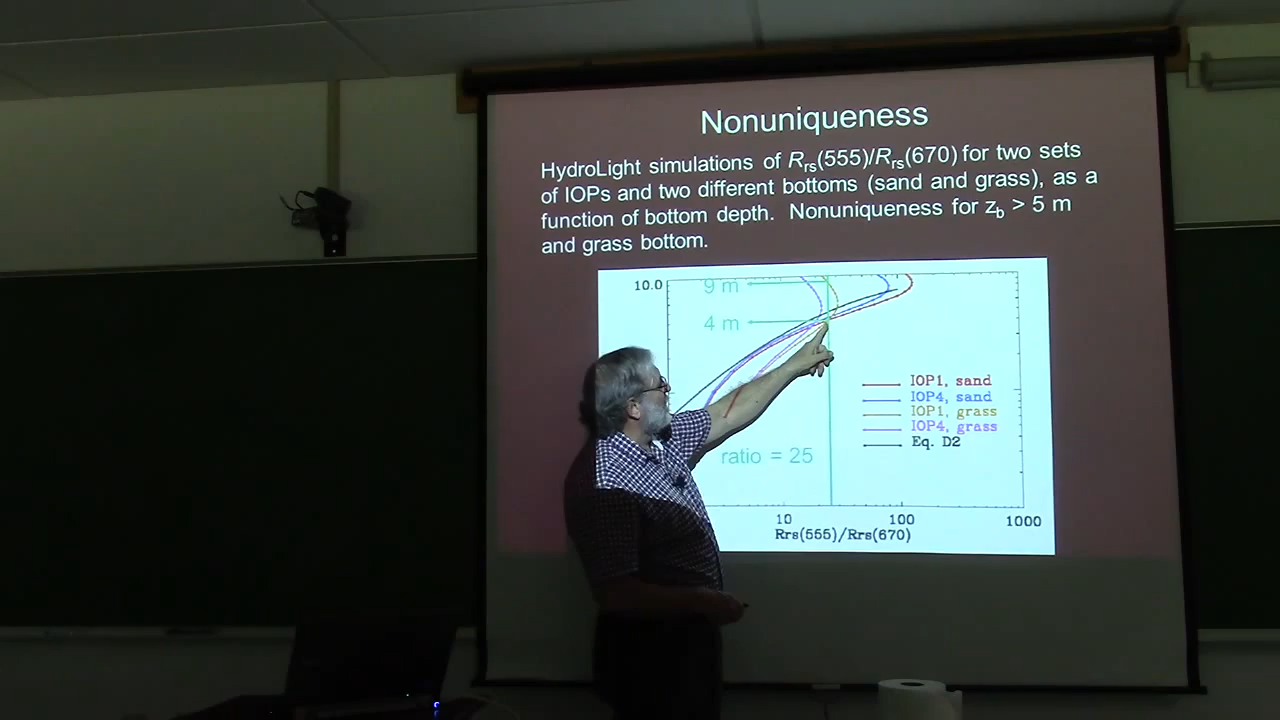 Nonuniqueness
HydroLight simulations of Rrs(555)/Rrs(670) for two sets
of IOPs and two different bottoms (sand and grass), as a
function of bottom depth. Nonuniqueness for zb > 5 m
and grass bottom.
10.0
9 m
4 m
IOP1, sand
IOP4, sand
IOP1, grass
IOP4, grass
Eq. D2
ratio = 25
10 100 1000
Rrs(555)/Rrs(670)